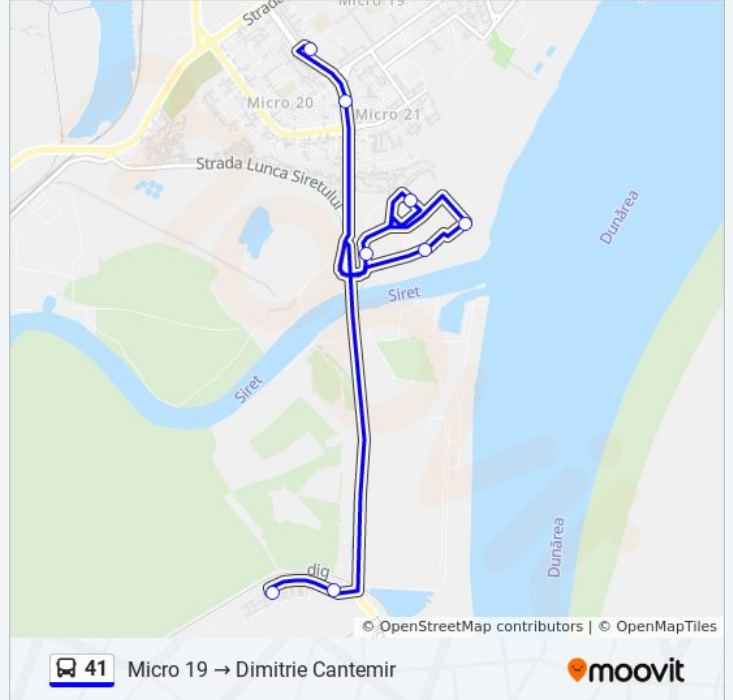 Strada
Micro 19
Micro 20
Micro 21
Strada Lunca Siretului
Dunărea
Siret
Siret
Dunărea
dig
© OpenStreetMap contributors | © OpenMapTiles
41 Micro 19 → Dimitrie Cantemir moovit